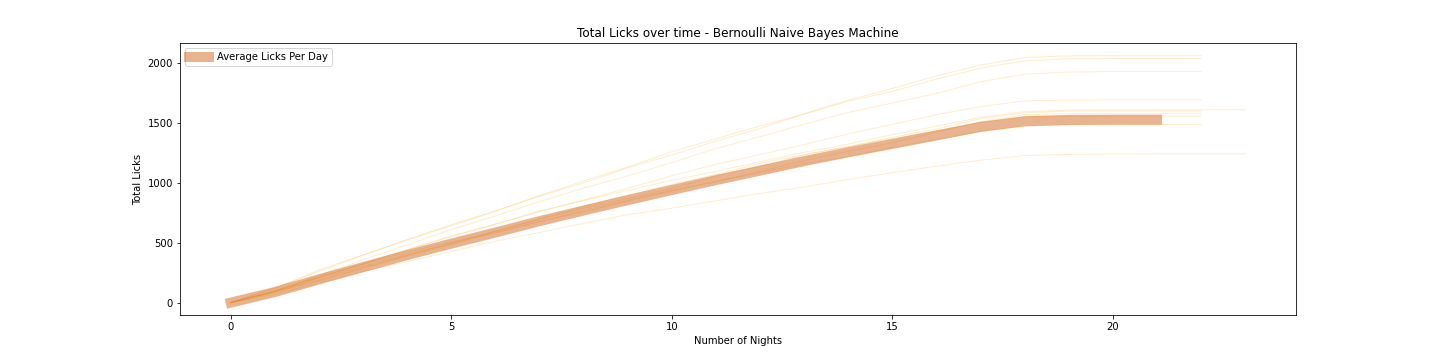 Total Licks over time - Bernoulli Naive Bayes Machine
Average Licks Per Day
Total Licks
2000
1500
1000
500
0
0 5 10 15 20
Number of Nights